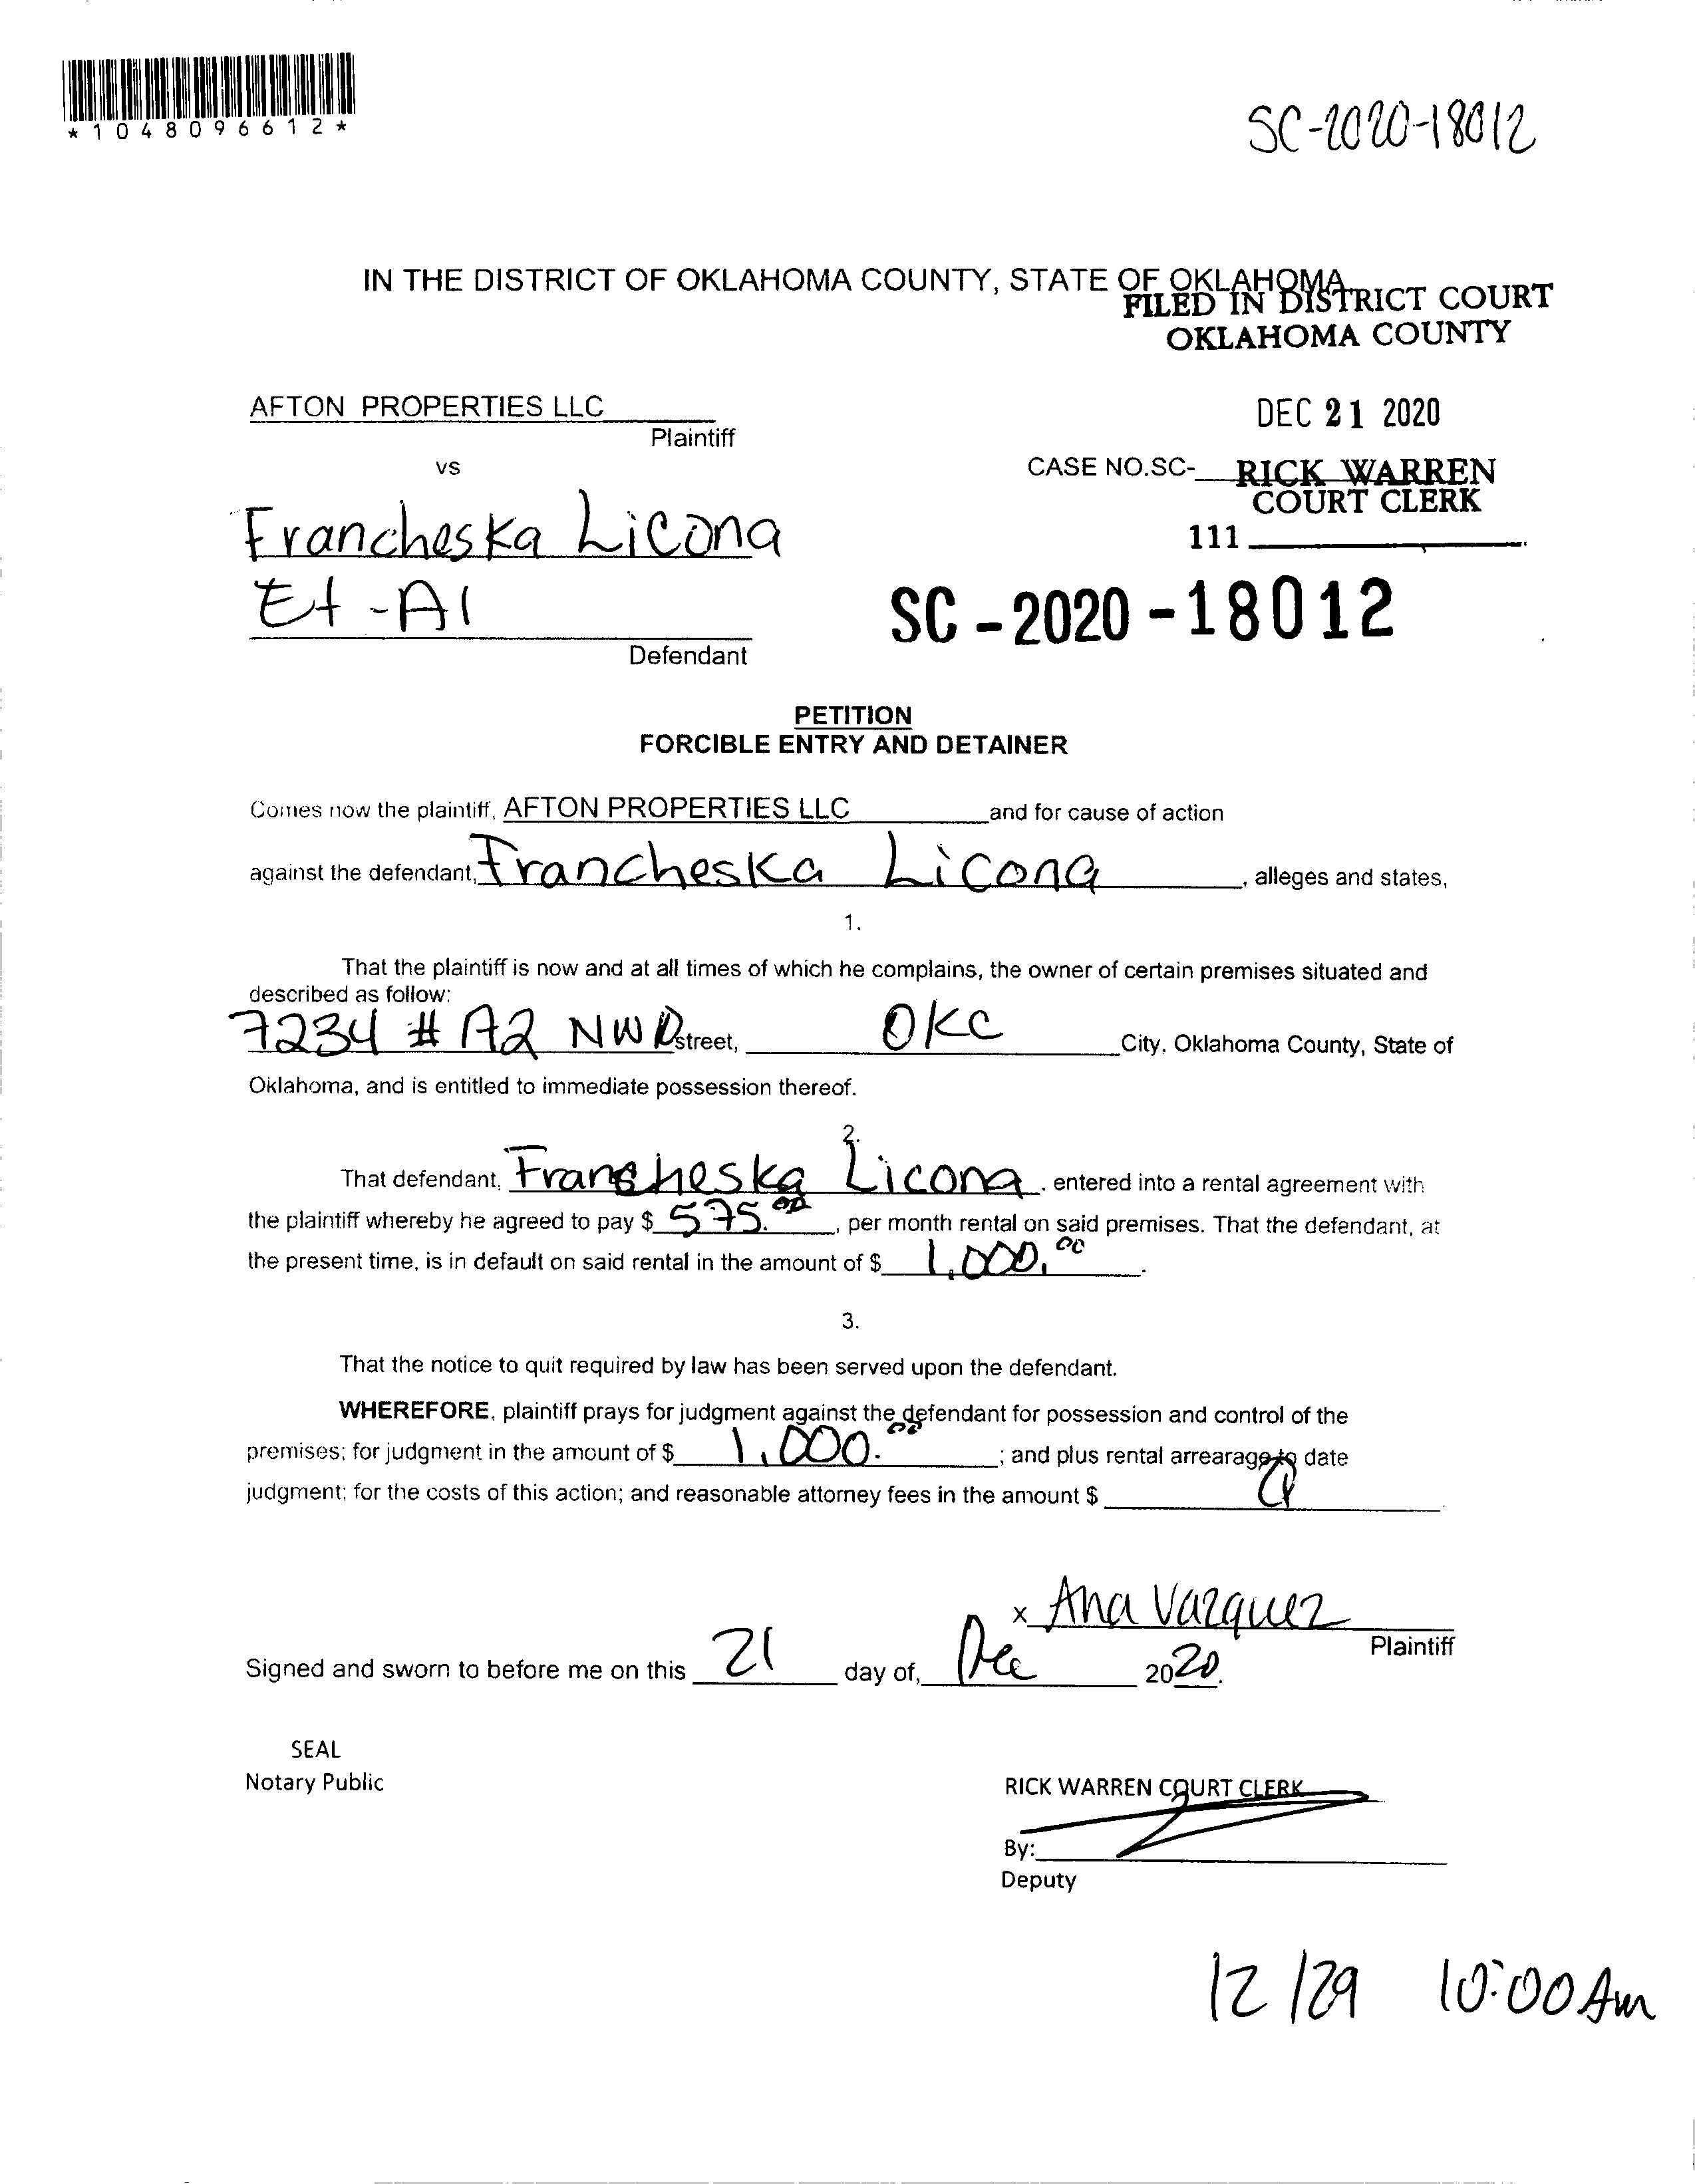 *1048096612*
SC-2020-18012
IN THE DISTRICT OF OKLAHOMA COUNTY, STATE OF OKLAHOMA
FILED IN DISTRICT COURT
OKLAHOMA COUNTY
AFTON PROPERTIES LLC
Plaintiff
DEC 21 2020
vs
CASE NO.SC-
RICK WARREN
COURT CLERK
111
Francheska Licona
Et-Al
SC-2020-18012
Defendant
PETITION
FORCIBLE ENTRY AND DETAINER
Comes now the plaintiff, AFTON PROPERTIES LLC and for cause of action
against the defendant, Francheska Licona, alleges and states,
1.
That the plaintiff is now and at all times of which he complains, the owner of certain premises situated and
described as follow:
7234 # A2 NW street, OKC City, Oklahoma County, State of
Oklahoma, and is entitled to immediate possession thereof.
2.
That defendant, Francheska Licona, entered into a rental agreement with
the plaintiff whereby he agreed to pay $ 575.00, per month rental on said premises. That the defendant, at
the present time, is in default on said rental in the amount of $ 1,000.00.
3.
That the notice to quit required by law has been served upon the defendant.
WHEREFORE, plaintiff prays for judgment against the defendant for possession and control of the
premises; for judgment in the amount of $ 1,000.00; and plus rental arrearage to date
judgment; for the costs of this action; and reasonable attorney fees in the amount $
x Ana Vazquez
Plaintiff
Signed and sworn to before me on this 21 day of, Dec 2020.
SEAL
Notary Public
RICK WARREN COURT CLERK
By:
Deputy
12/29 10:00 Am